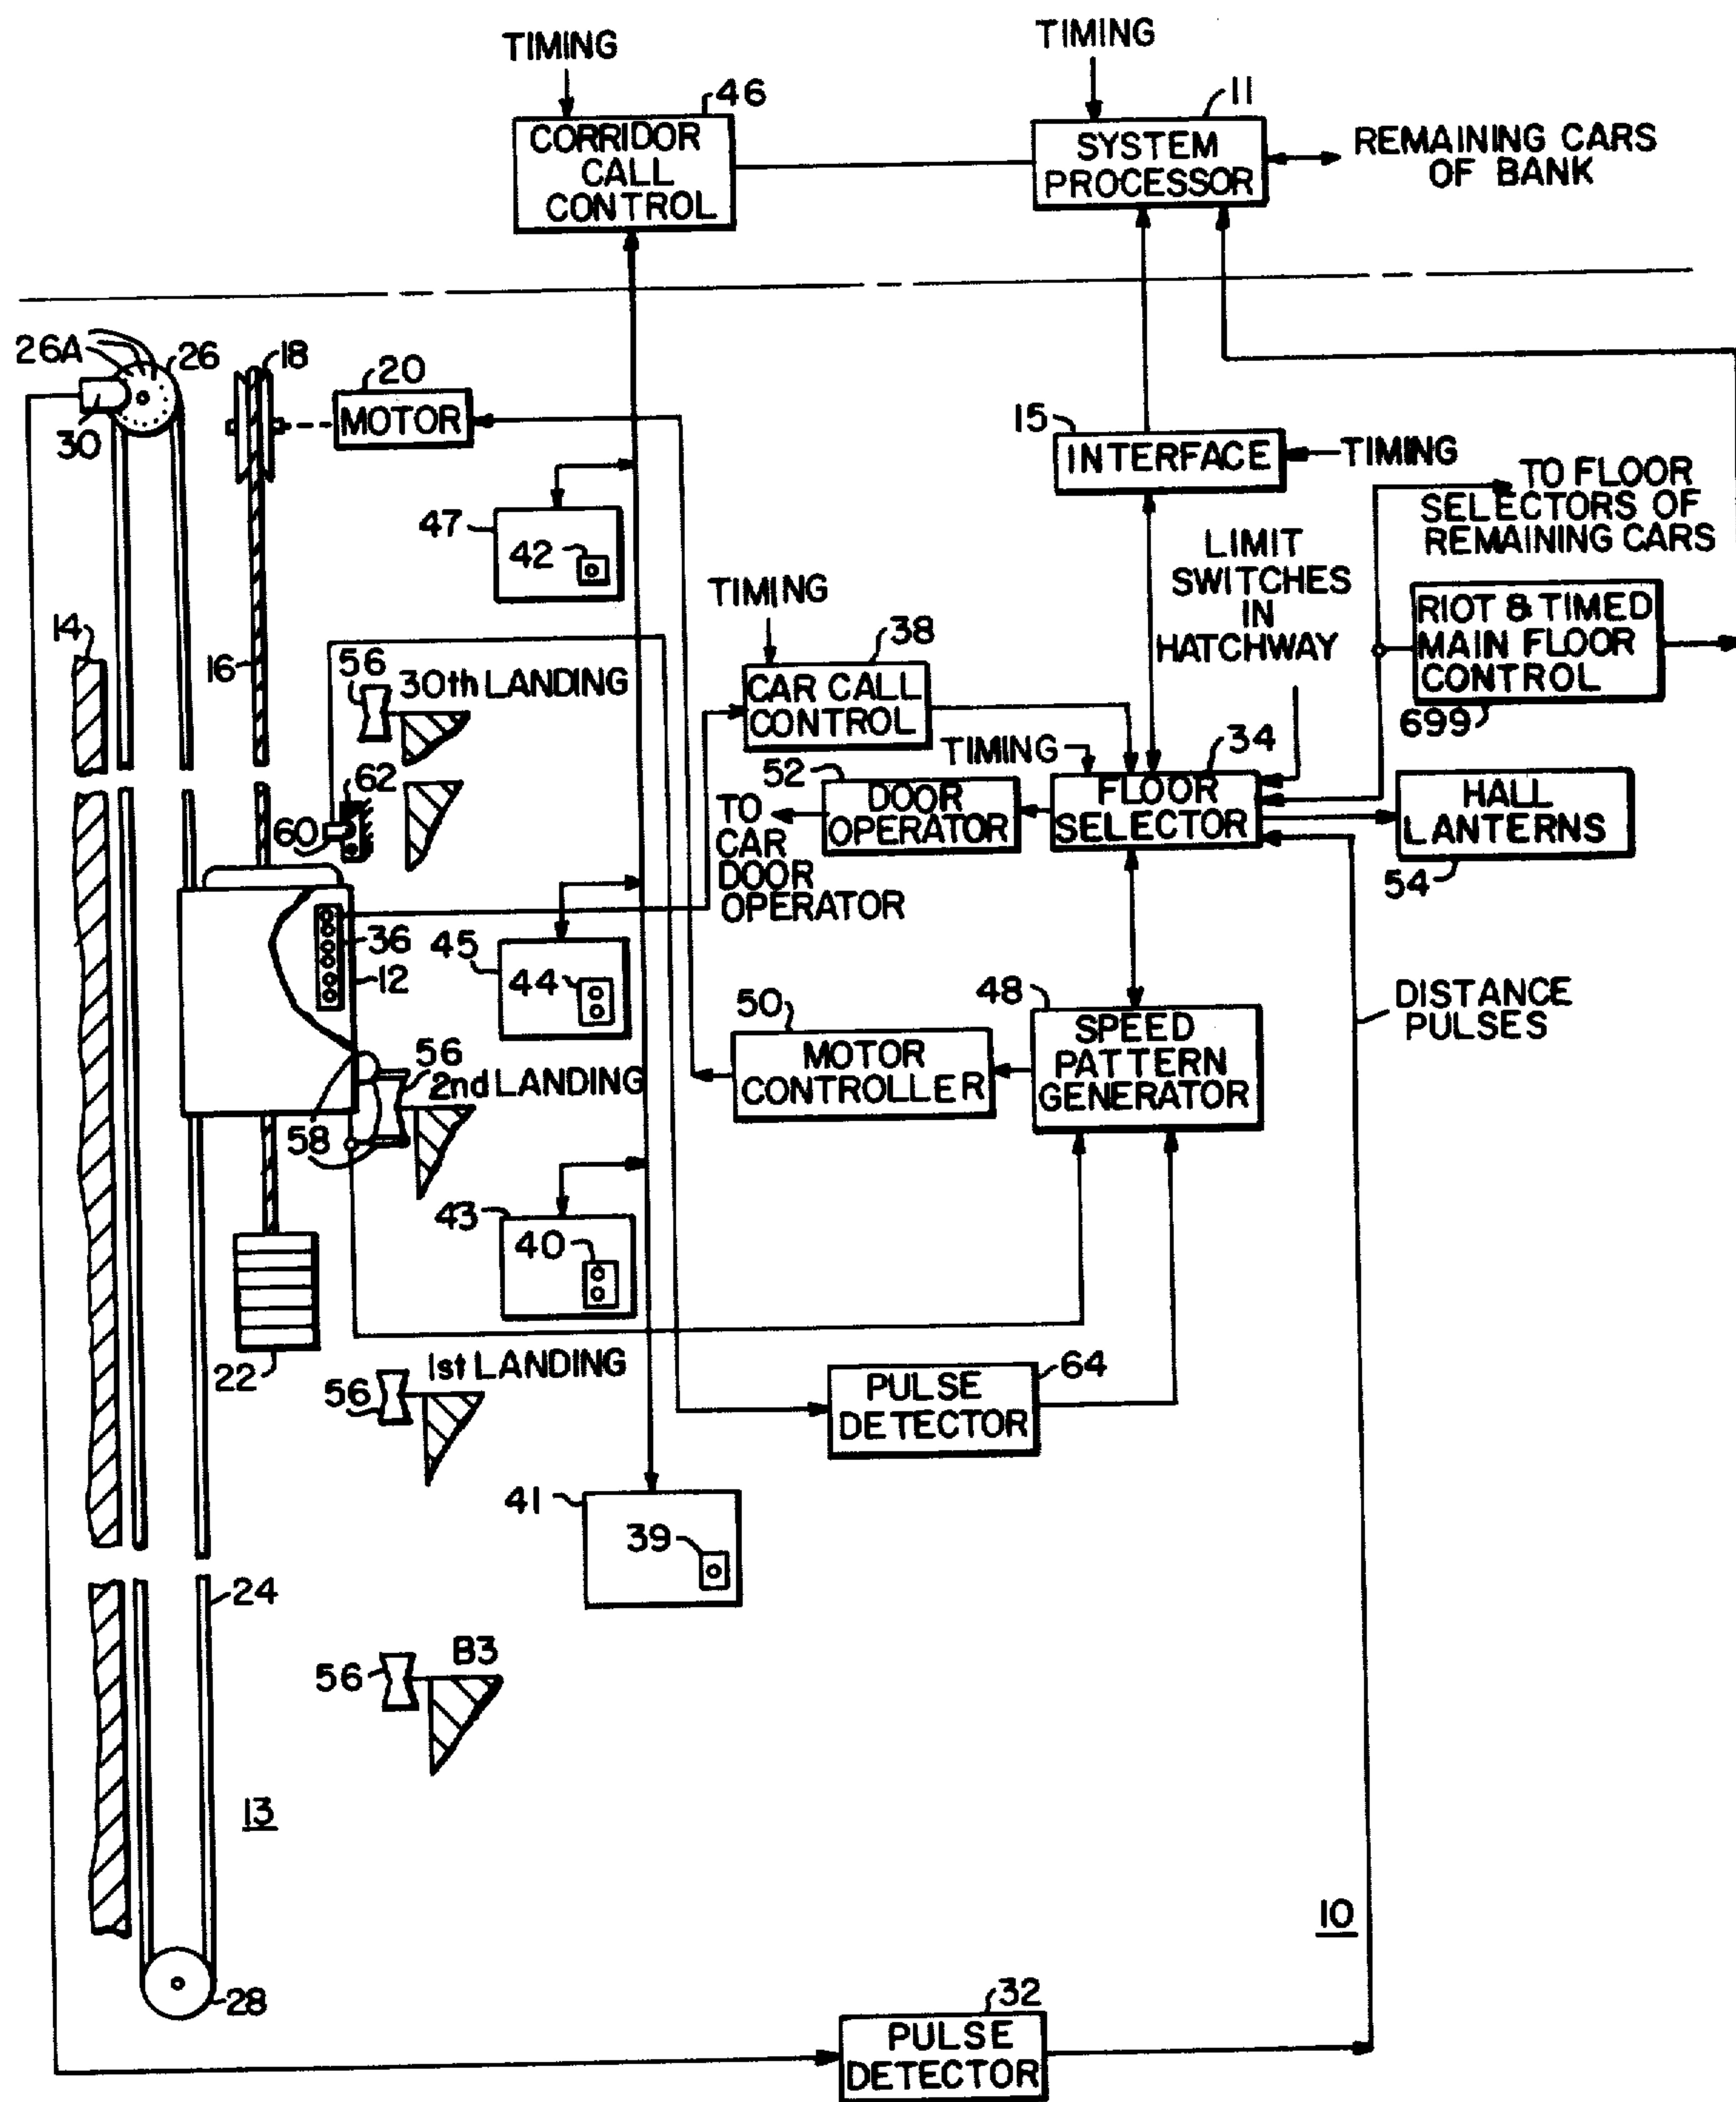 TIMING
TIMING
46
11
CORRIDOR
CALL
CONTROL
SYSTEM
PROCESSOR
REMAINING CARS
OF BANK
26A
26
18
20
MOTOR
30
15
INTERFACE
TIMING
TO FLOOR
SELECTORS OF
REMAINING CARS
47
42
LIMIT
SWITCHES
IN
HATCHWAY
TIMING
14
16
38
RIOT & TIMED
MAIN FLOOR
CONTROL
699
56
30th LANDING
CAR CALL
CONTROL
TIMING
34
62
52
60
TO
CAR
DOOR
OPERATOR
DOOR
OPERATOR
FLOOR
SELECTOR
HALL
LANTERNS
54
36
12
45
44
50
48
DISTANCE
PULSES
MOTOR
CONTROLLER
SPEED
PATTERN
GENERATOR
56
2nd LANDING
58
43
40
22
1st LANDING
56
64
PULSE
DETECTOR
41
39
24
B3
56
13
10
28
32
PULSE
DETECTOR